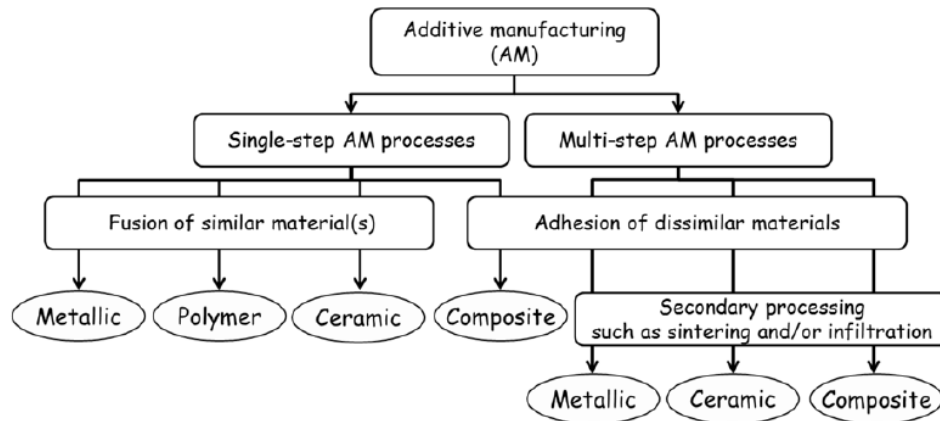 Additive manufacturing
(AM)
Single-step AM processes
Multi-step AM processes
Fusion of similar material(s)
Adhesion of dissimilar materials
Metallic
Polymer
Ceramic
Composite
Secondary processing
such as sintering and/or infiltration
Metallic
Ceramic
Composite